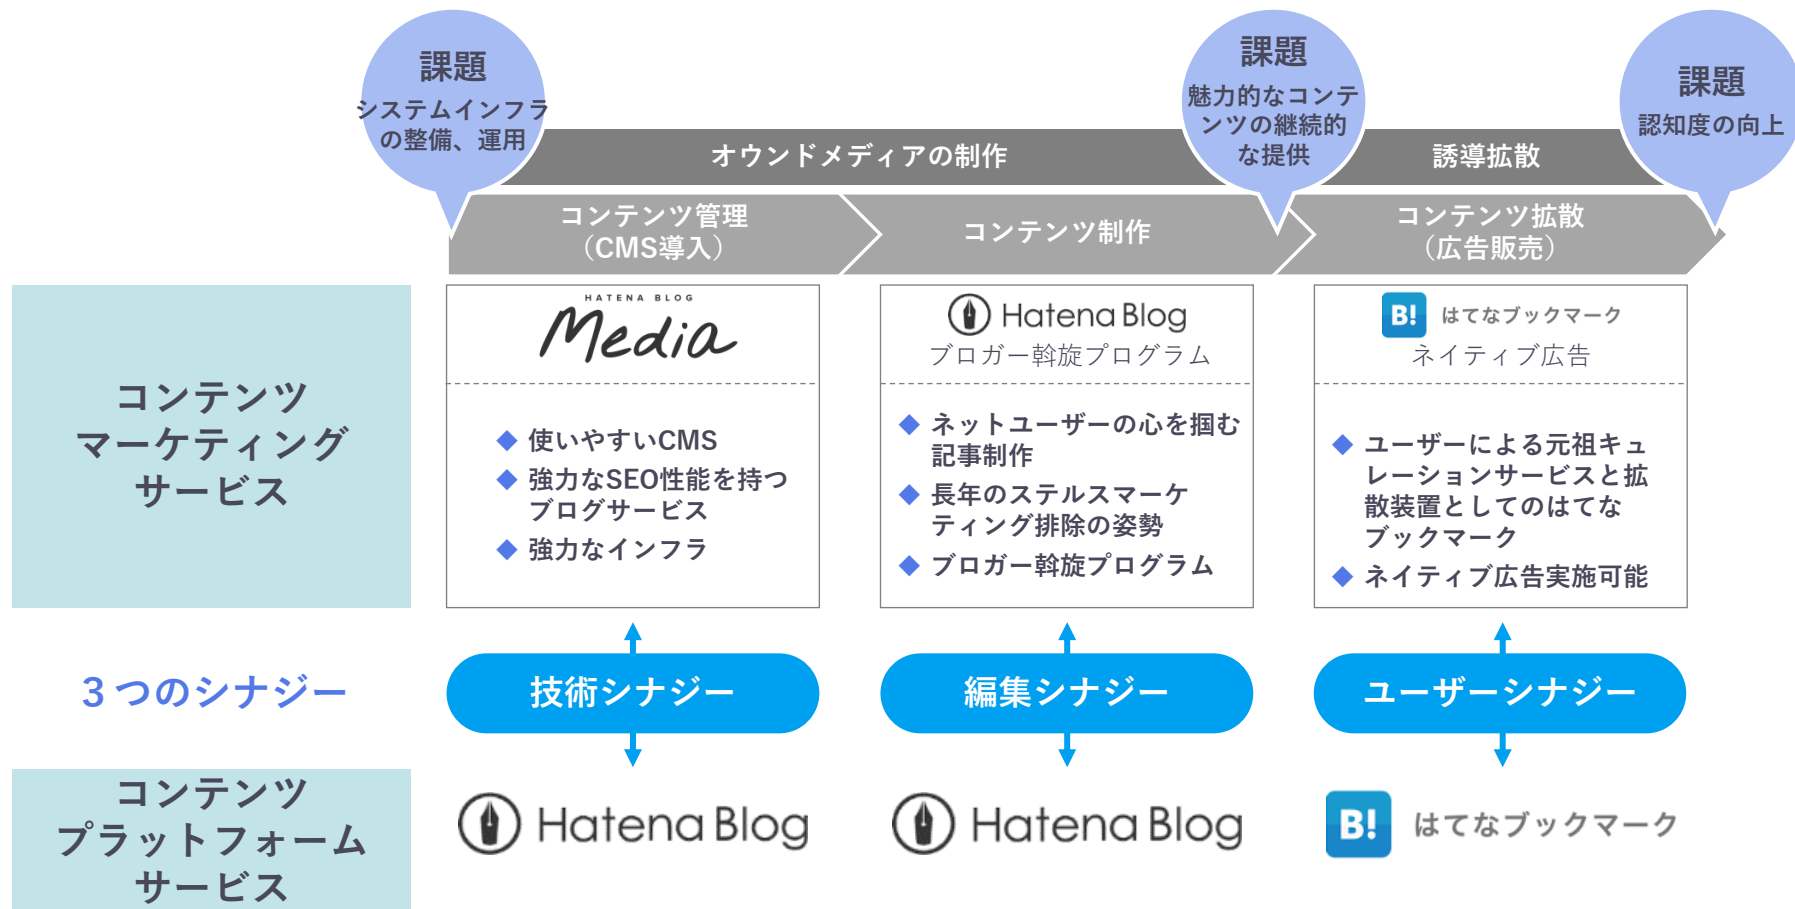 課題
システムインフラ
の整備、運用
課題
魅力的なコンテ
ンツの継続的
な提供
課題
認知度の向上
オウンドメディアの制作
誘導拡散
コンテンツ管理
（CMS導入）
コンテンツ制作
コンテンツ拡散
（広告販売）
コンテンツ
マーケティング
サービス
HATENA BLOG
Media
◆ 使いやすいCMS
◆ 強力なSEO性能を持つ
ブログサービス
◆ 強力なインフラ
Hatena Blog
ブロガー斡旋プログラム
◆ ネットユーザーの心を掴む
記事制作
◆ 長年のステルスマーケ
ティング排除の姿勢
◆ ブロガー斡旋プログラム
B! はてなブックマーク
ネイティブ広告
◆ ユーザーによる元祖キュ
レーションサービスと拡
散装置としてのはてな
ブックマーク
◆ ネイティブ広告実施可能
３つのシナジー
技術シナジー
編集シナジー
ユーザーシナジー
コンテンツ
プラットフォーム
サービス
Hatena Blog
Hatena Blog
B! はてなブックマーク